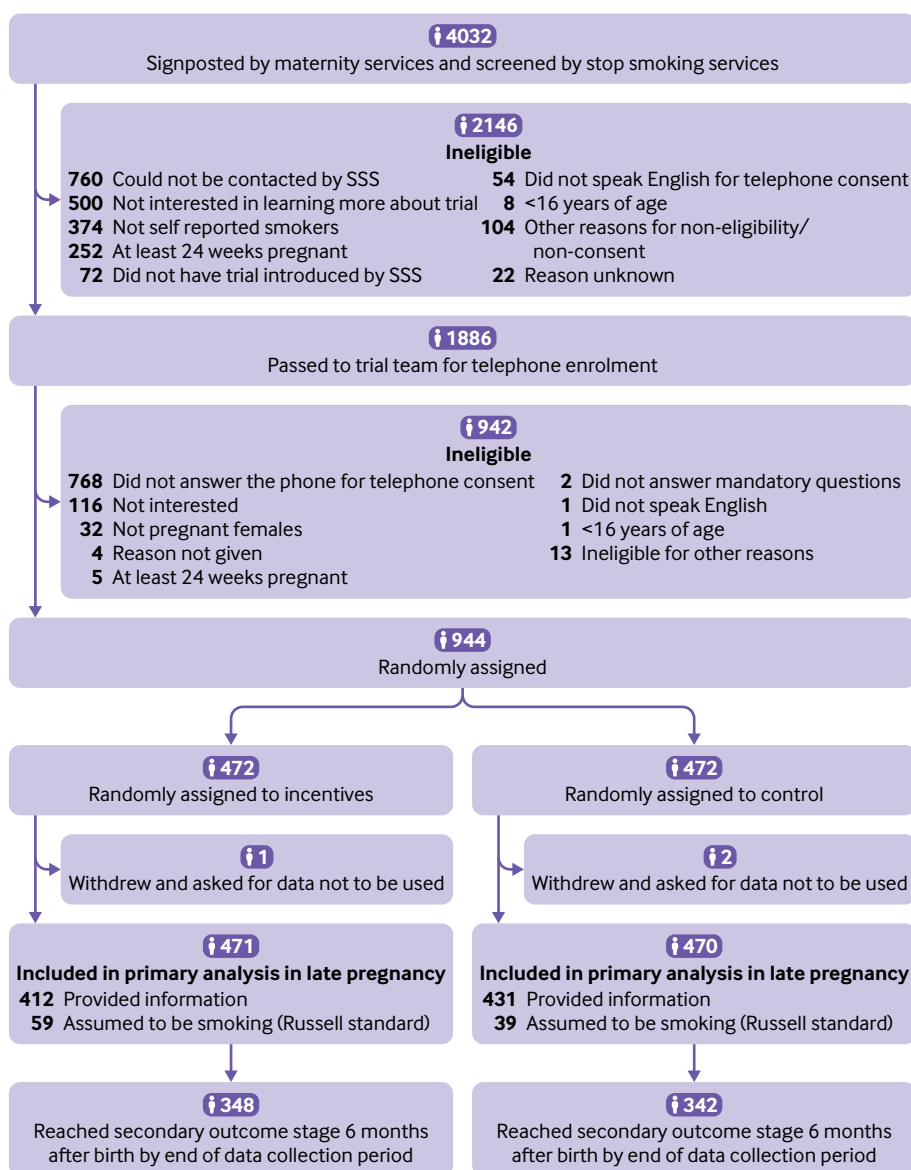 4032
Signposted by maternity services and screened by stop smoking services
2146
Ineligible
760 Could not be contacted by SSS
500 Not interested in learning more about trial
374 Not self reported smokers
252 At least 24 weeks pregnant
72 Did not have trial introduced by SSS
54 Did not speak English for telephone consent
8 <16 years of age
104 Other reasons for non-eligibility/
non-consent
22 Reason unknown
1886
Passed to trial team for telephone enrolment
942
Ineligible
768 Did not answer the phone for telephone consent
116 Not interested
32 Not pregnant females
4 Reason not given
5 At least 24 weeks pregnant
2 Did not answer mandatory questions
1 Did not speak English
1 <16 years of age
13 Ineligible for other reasons
944
Randomly assigned
472
Randomly assigned to incentives
1
Withdrew and asked for data not to be used
471
Included in primary analysis in late pregnancy
412 Provided information
59 Assumed to be smoking (Russell standard)
348
Reached secondary outcome stage 6 months
after birth by end of data collection period
472
Randomly assigned to control
2
Withdrew and asked for data not to be used
470
Included in primary analysis in late pregnancy
431 Provided information
39 Assumed to be smoking (Russell standard)
342
Reached secondary outcome stage 6 months
after birth by end of data collection period